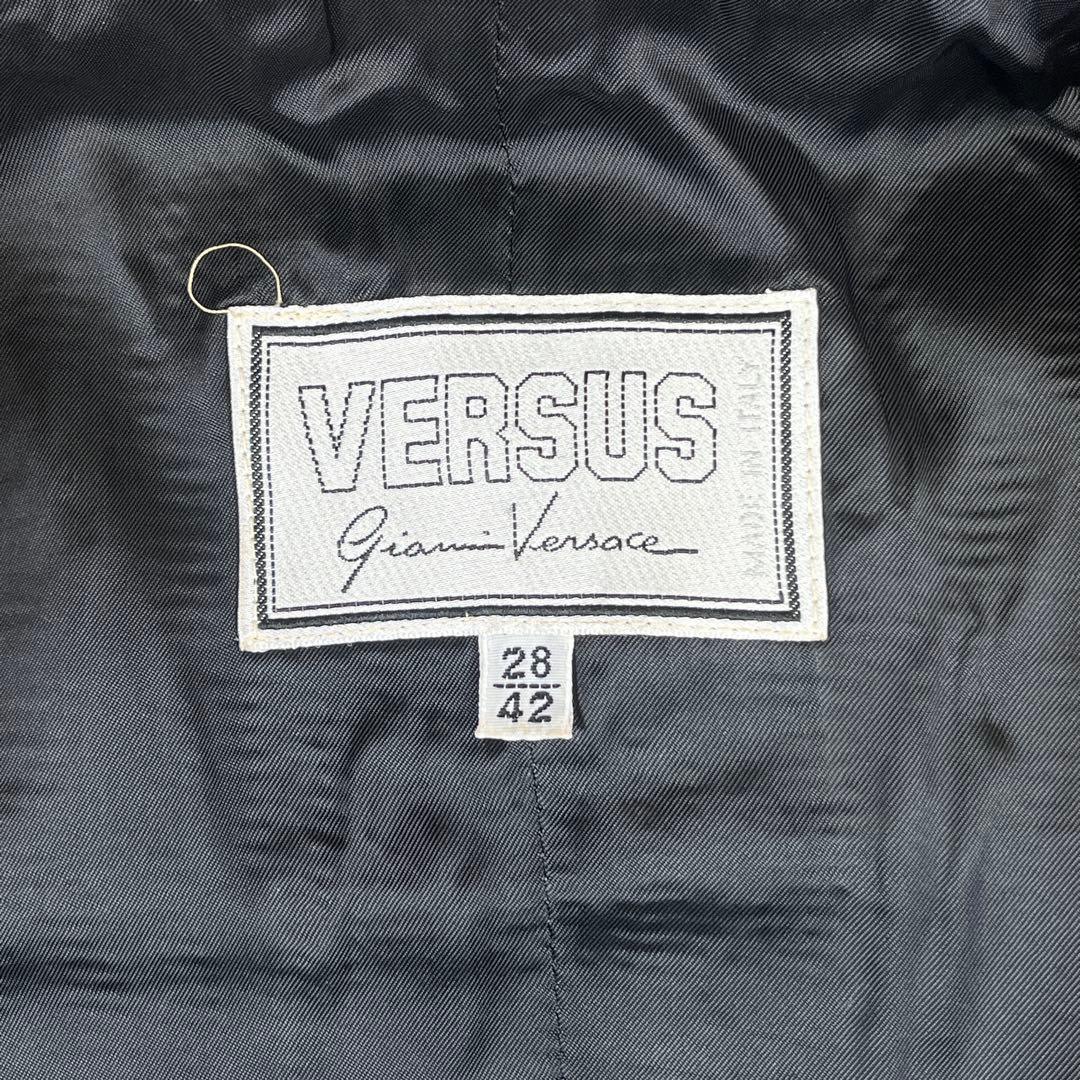 VERSUS
Gianni Versace
MADE IN ITALY
28
42